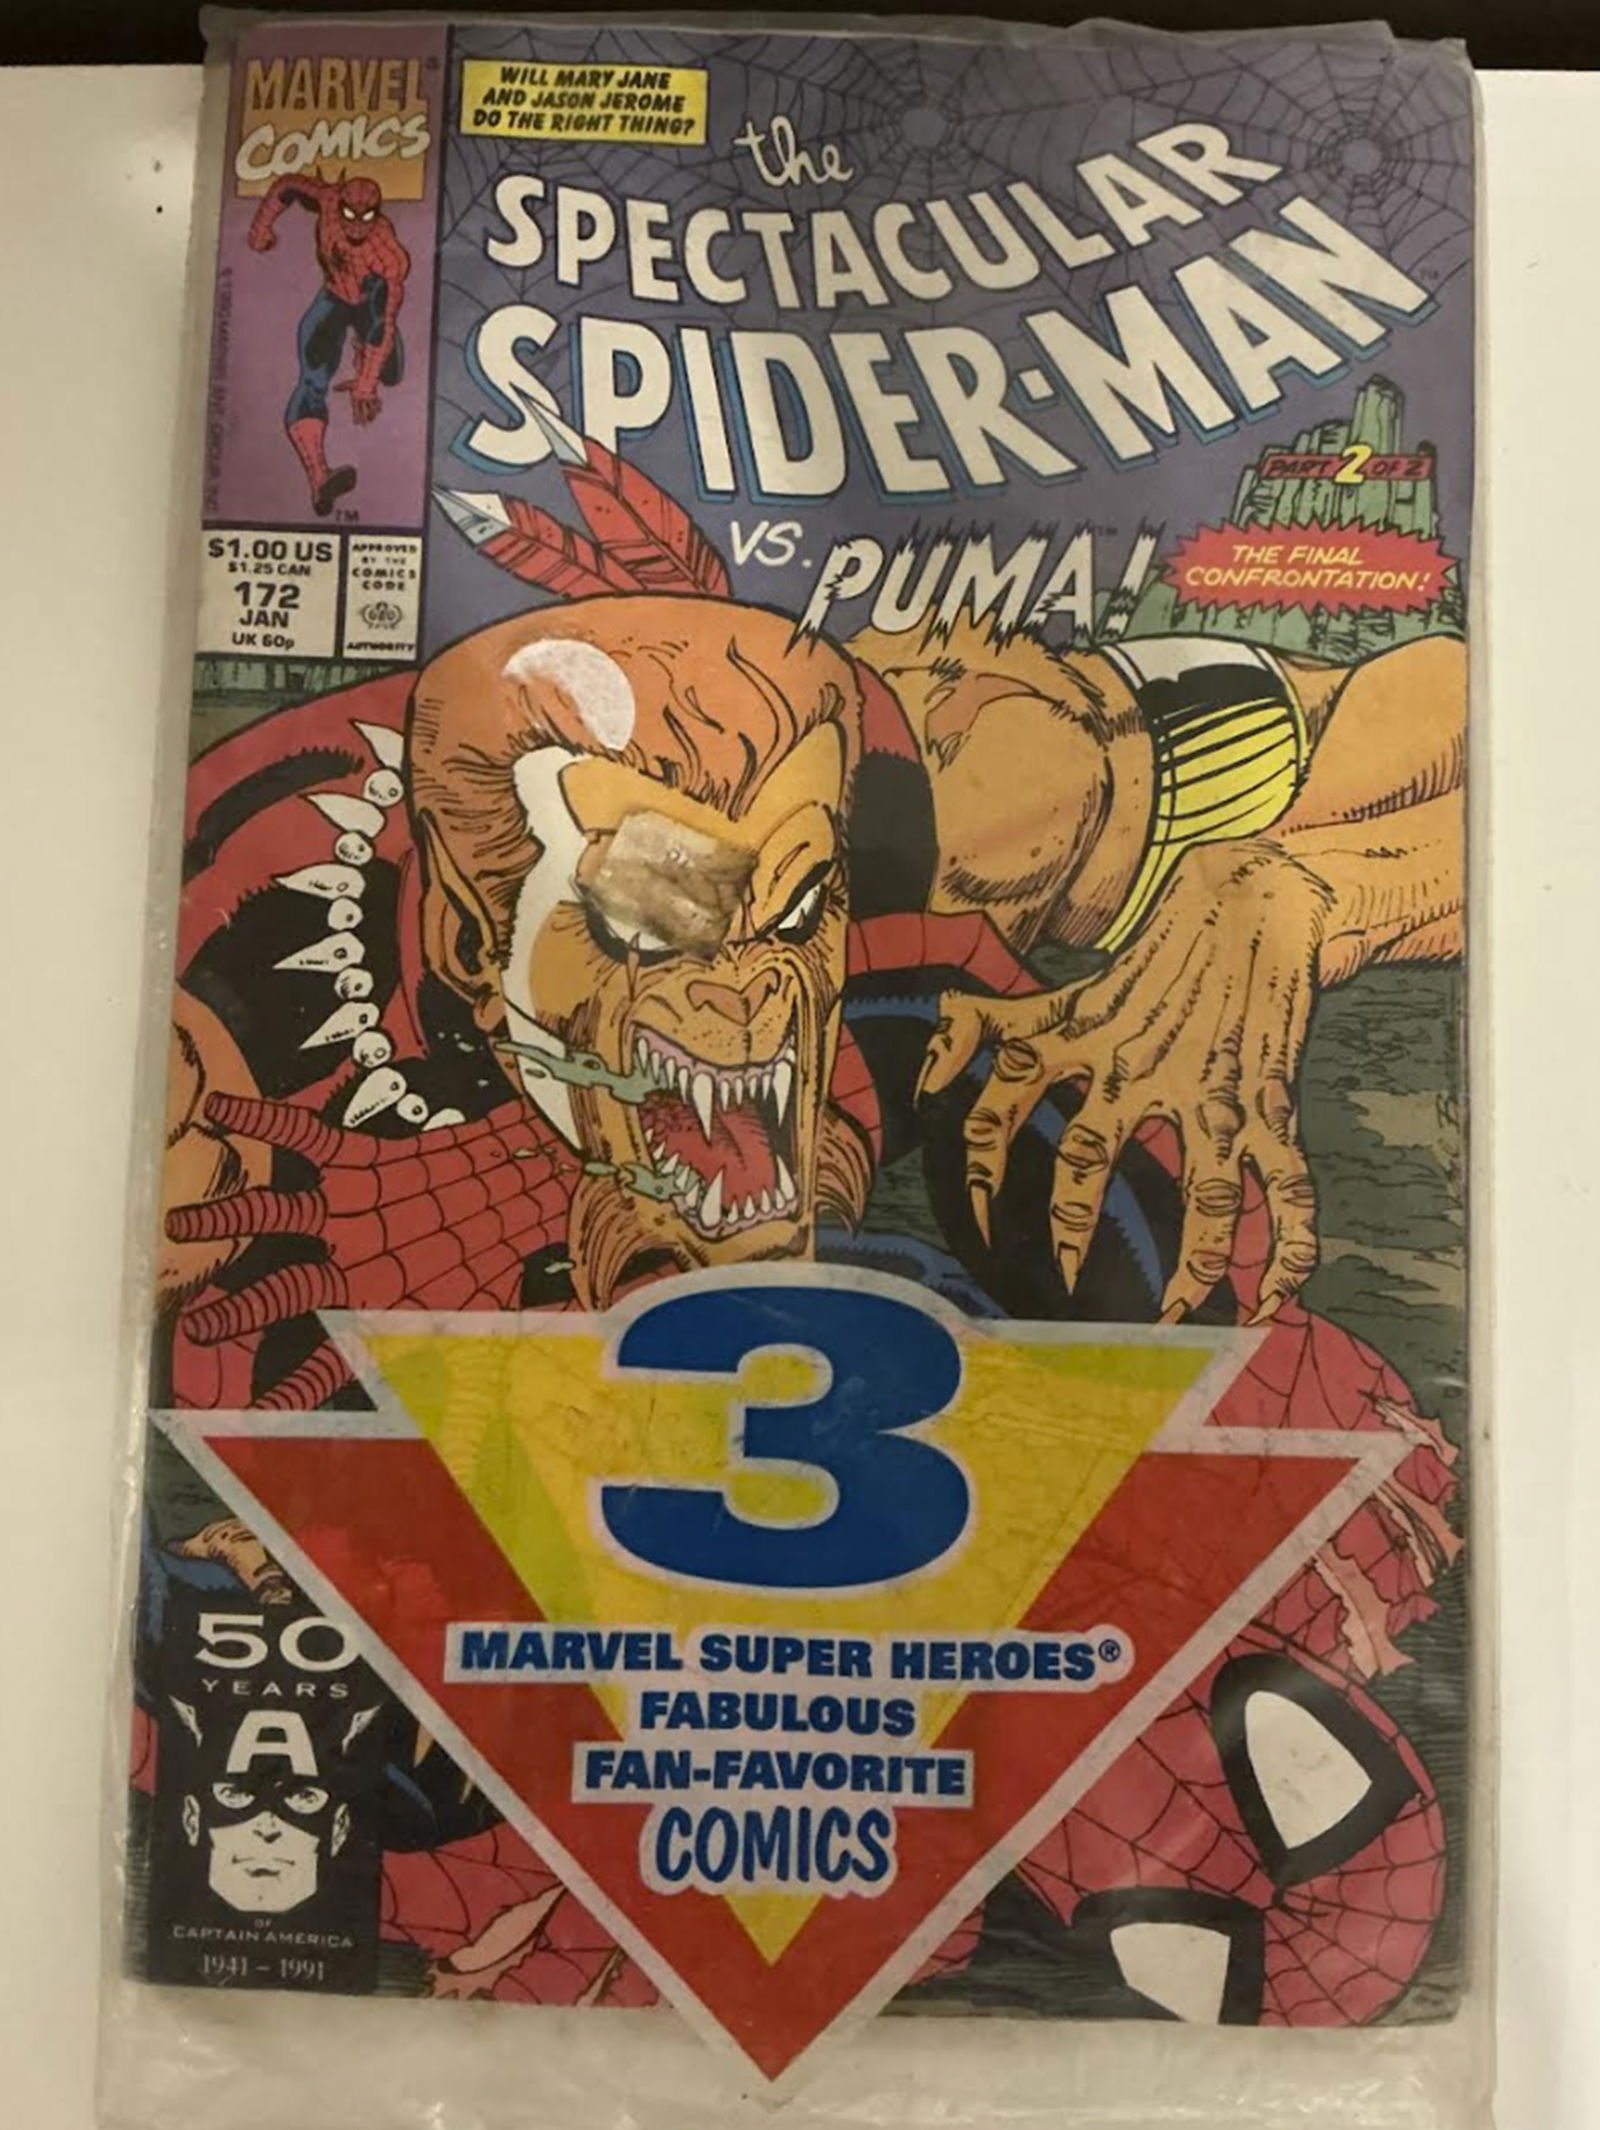 MARVEL®
COMICS
WILL MARY JANE
AND JASON JEROME
DO THE RIGHT THING?
the
SPECTACULAR
SPIDER-MAN
TM
PART 2 OF 2
VS. PUMA!
THE FINAL
CONFRONTATION!
TM
$1.00 US
$1.25 CAN
172
JAN
UK 60p
APPROVED
BY THE
COMICS
CODE
AUTHORITY
3
MARVEL SUPER HEROES®
FABULOUS
FAN-FAVORITE
COMICS
50
YEARS
A
OF
CAPTAIN AMERICA
1941 – 1991